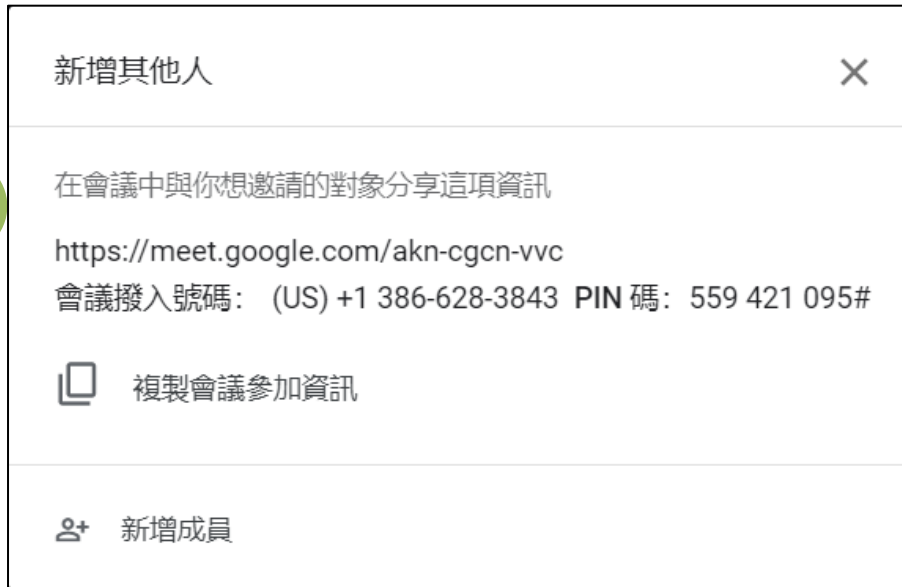 新增其他人
在會議中與你想邀請的對象分享這項資訊
https://meet.google.com/akn-cgcn-vvc
會議撥入號碼： (US) +1 386-628-3843 PIN 碼：559 421 095#
複製會議參加資訊
新增成員